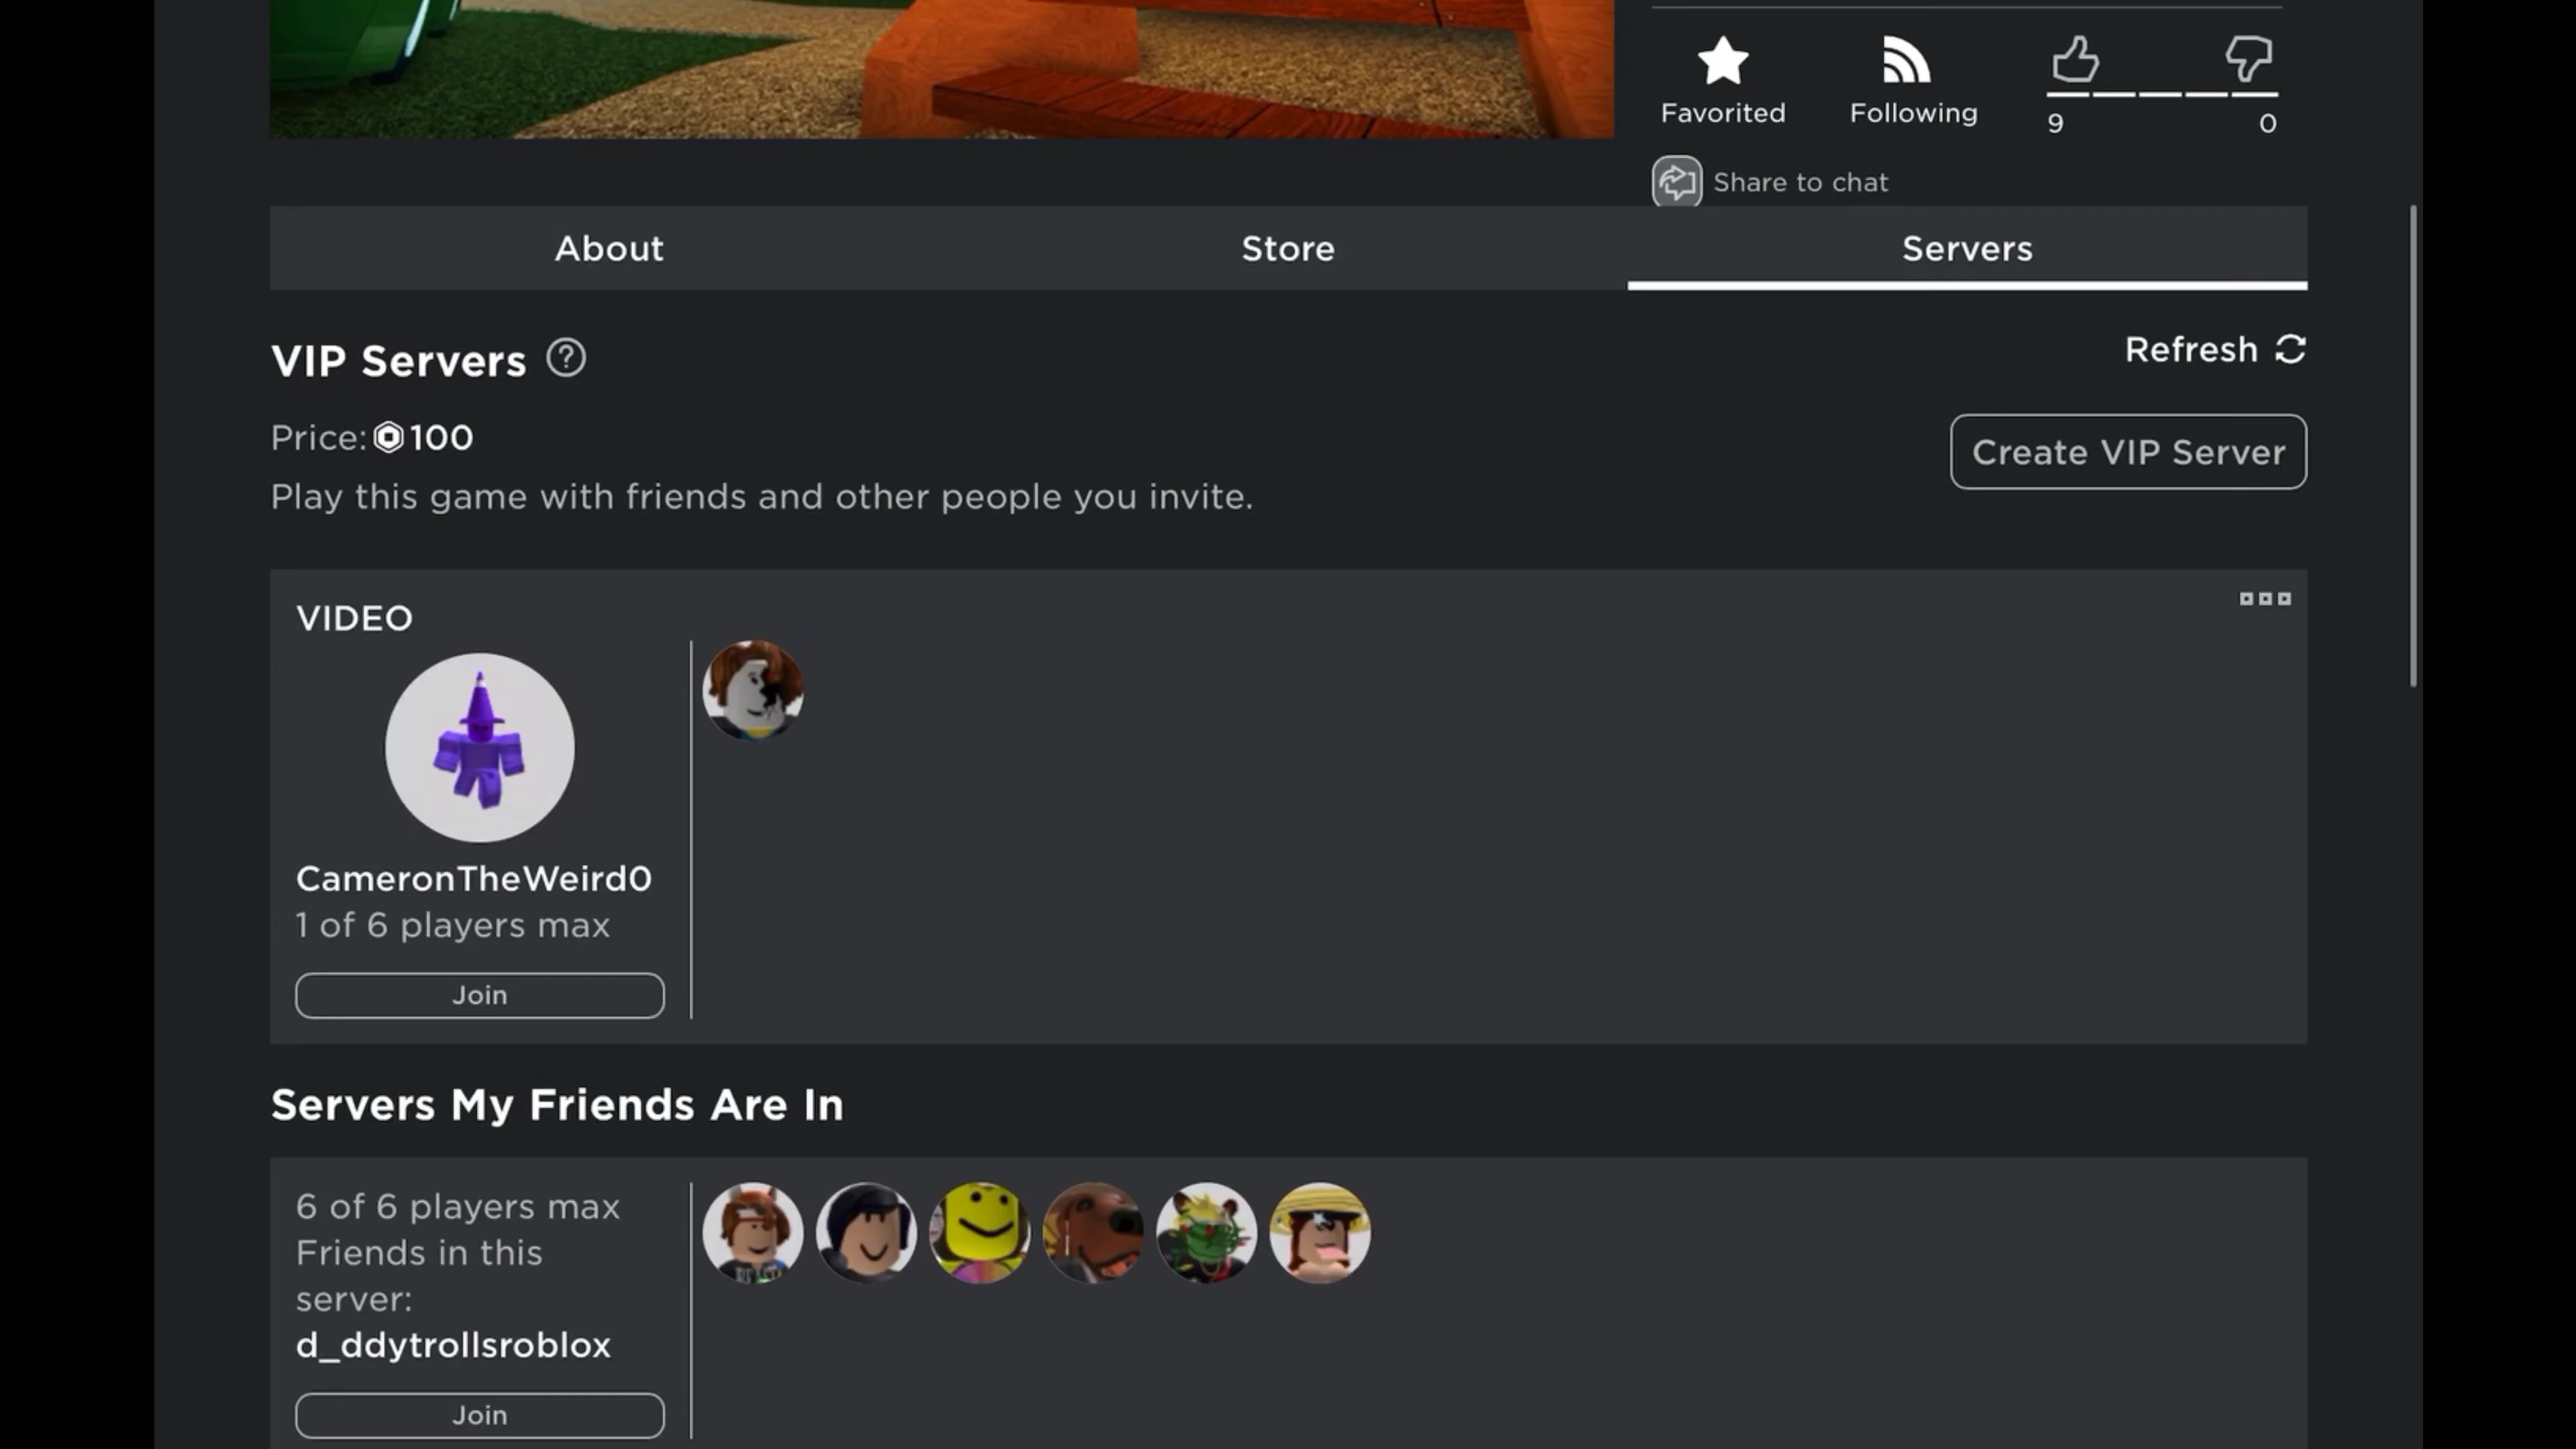 Favorited
Following
9
0
Share to chat
About
Store
Servers
VIP Servers
Refresh
Price: 100
Create VIP Server
Play this game with friends and other people you invite.
VIDEO
CameronTheWeird0
1 of 6 players max
Join
Servers My Friends Are In
6 of 6 players max
Friends in this
server:
d_ddytrollsroblox
Join